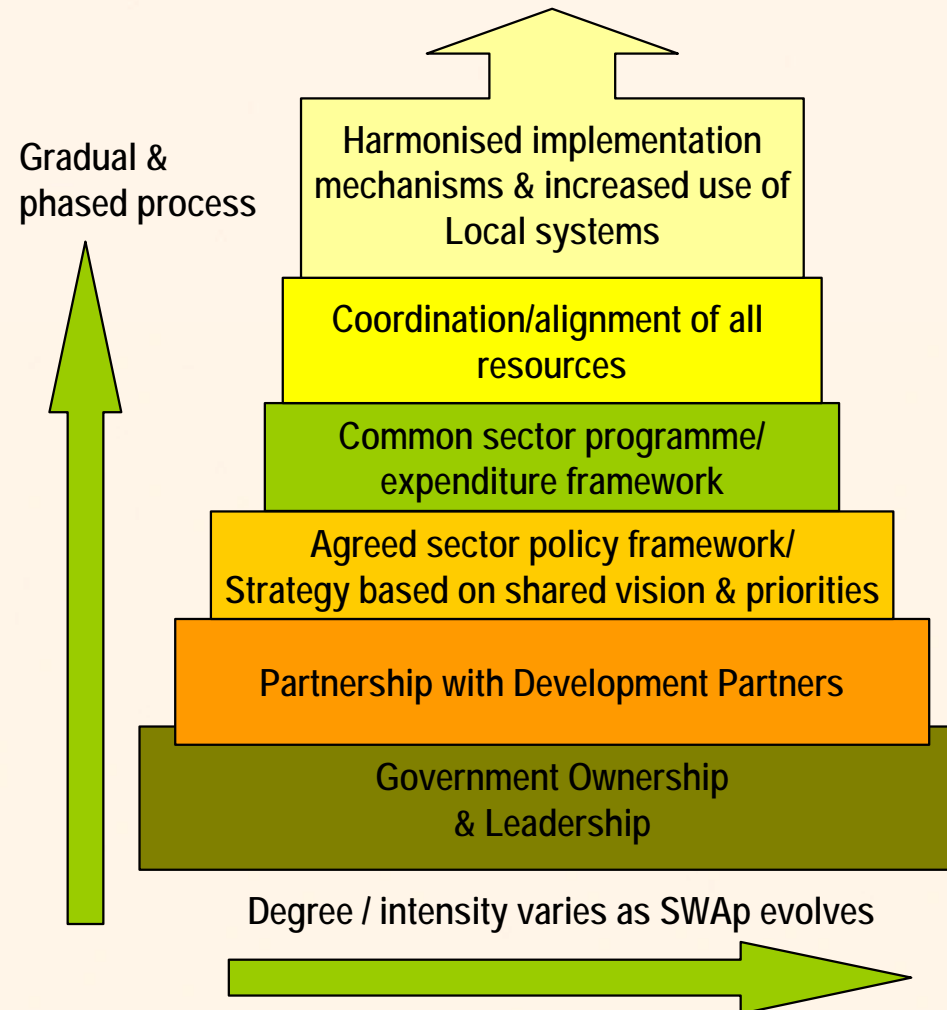 Gradual &
phased process
Harmonised implementation
mechanisms & increased use of
Local systems
Coordination/alignment of all
resources
Common sector programme/
expenditure framework
Agreed sector policy framework/
Strategy based on shared vision & priorities
Partnership with Development Partners
Government Ownership
& Leadership
Degree / intensity varies as SWAp evolves